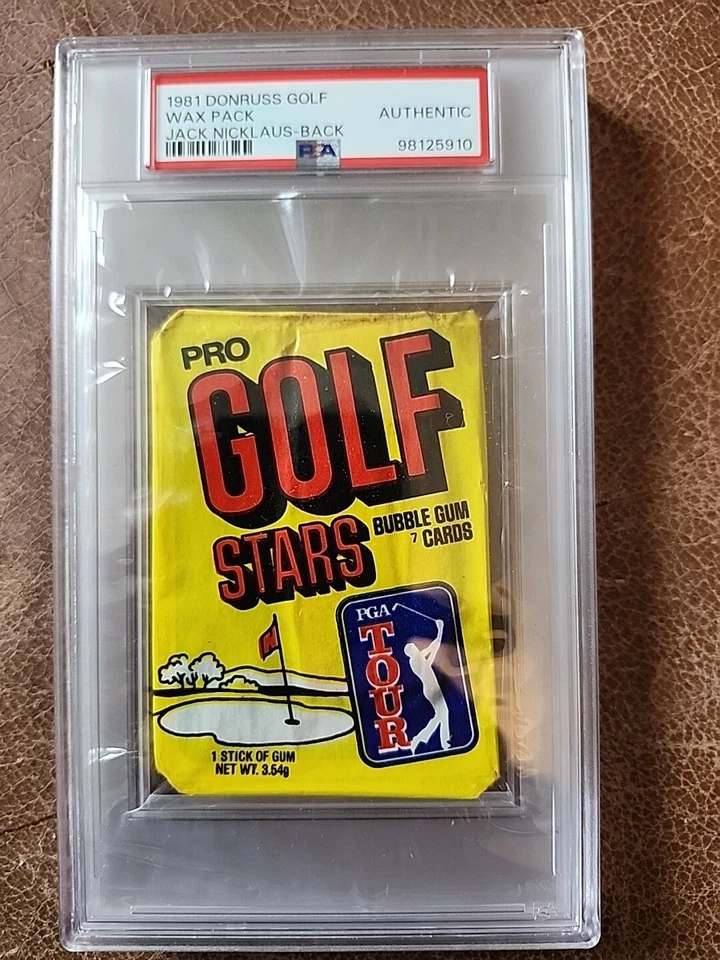 1981 DONRUSS GOLF
WAX PACK
AUTHENTIC
JACK NICKLAUS-BACK
98125910
PSA
PRO
GOLF
STARS
BUBBLE GUM
7 CARDS
PGA
TOUR
1 STICK OF GUM
NET WT. 3.54g